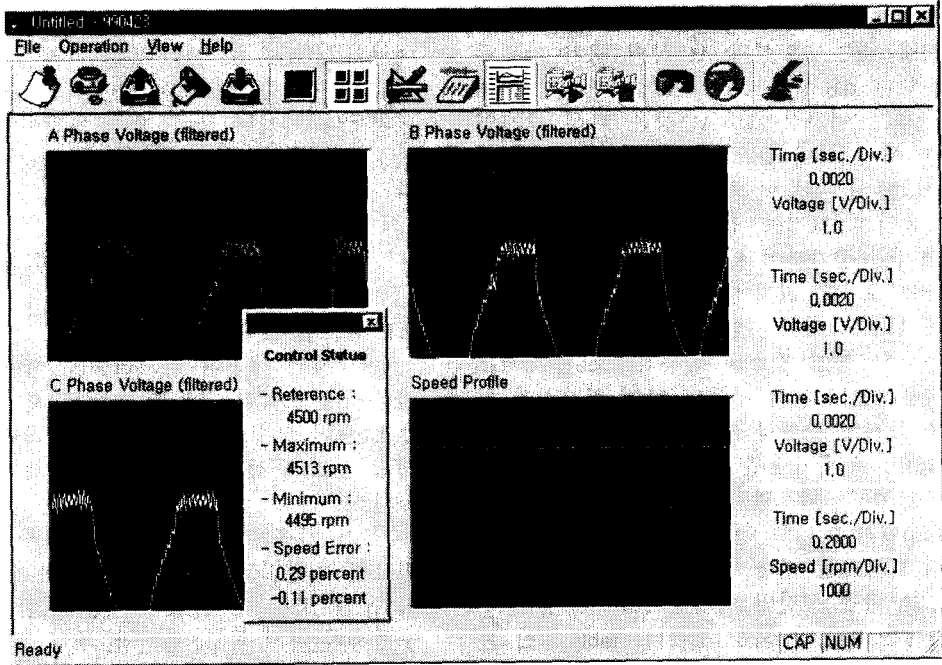 Untitled - 990423
File Operation View Help
A Phase Voltage (filtered)
B Phase Voltage (filtered)
Time [sec./Div.]
0,0020
Voltage [V/Div.]
1,0
Time [sec./Div.]
0,0020
Voltage [V/Div.]
1,0
Control Status
- Reterence :
4500 rpm
- Maximum :
4513 rpm
- Minimum :
4495 rpm
- Speed Error :
0,29 percent
-0,11 percent
C Phase Voltage (filtered)
Speed Profile
Time [sec./Div.]
0,0020
Voltage [V/Div.]
1,0
Time [sec./Div.]
0,2000
Speed [rpm/Div.]
1000
Ready
CAP NUM